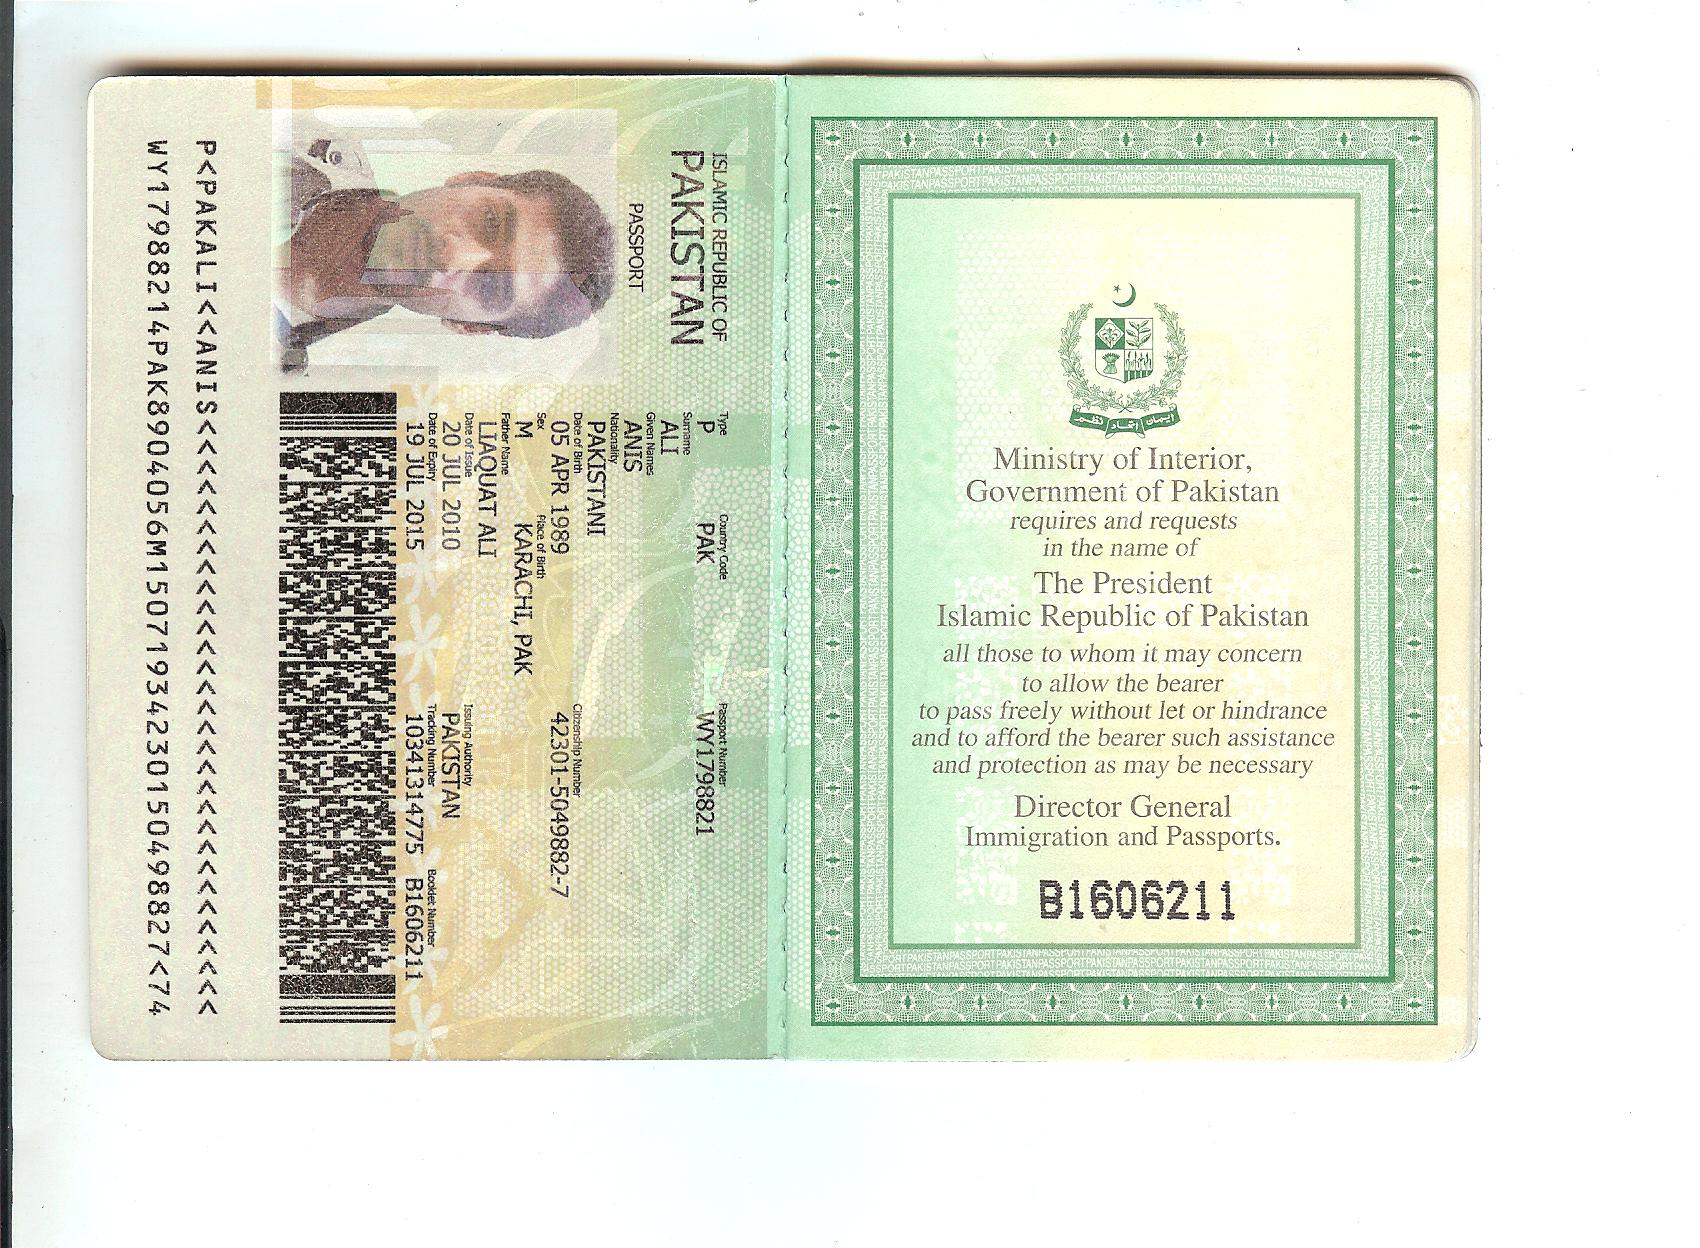 ISLAMIC REPUBLIC OF
PAKISTAN
PASSPORT
Type Country Code Passport Number
P PAK WY1798821
Surname
ALI
Given Names
ANIS
Nationality
PAKISTANI
Date of Birth Citizenship Number
05 APR 1989 42301-5049882-7
Sex Place of Birth
M KARACHI, PAK
Father Name
LIAQUAT ALI
Date of Issue Issuing Authority
20 JUL 2010 PAKISTAN
Date of Expiry Tracking Number Booklet Number
19 JUL 2015 10341314775 B1606211
P<PAKALI<<ANIS<<<<<<<<<<<<<<<<<<<<<<<<<<<<<<
WY17988214PAK8904056M15071934230150498827<74
ایمان اتحاد نظم
Ministry of Interior,
Government of Pakistan
requires and requests
in the name of
The President
Islamic Republic of Pakistan
all those to whom it may concern
to allow the bearer
to pass freely without let or hindrance
and to afford the bearer such assistance
and protection as may be necessary
Director General
Immigration and Passports.
B1606211